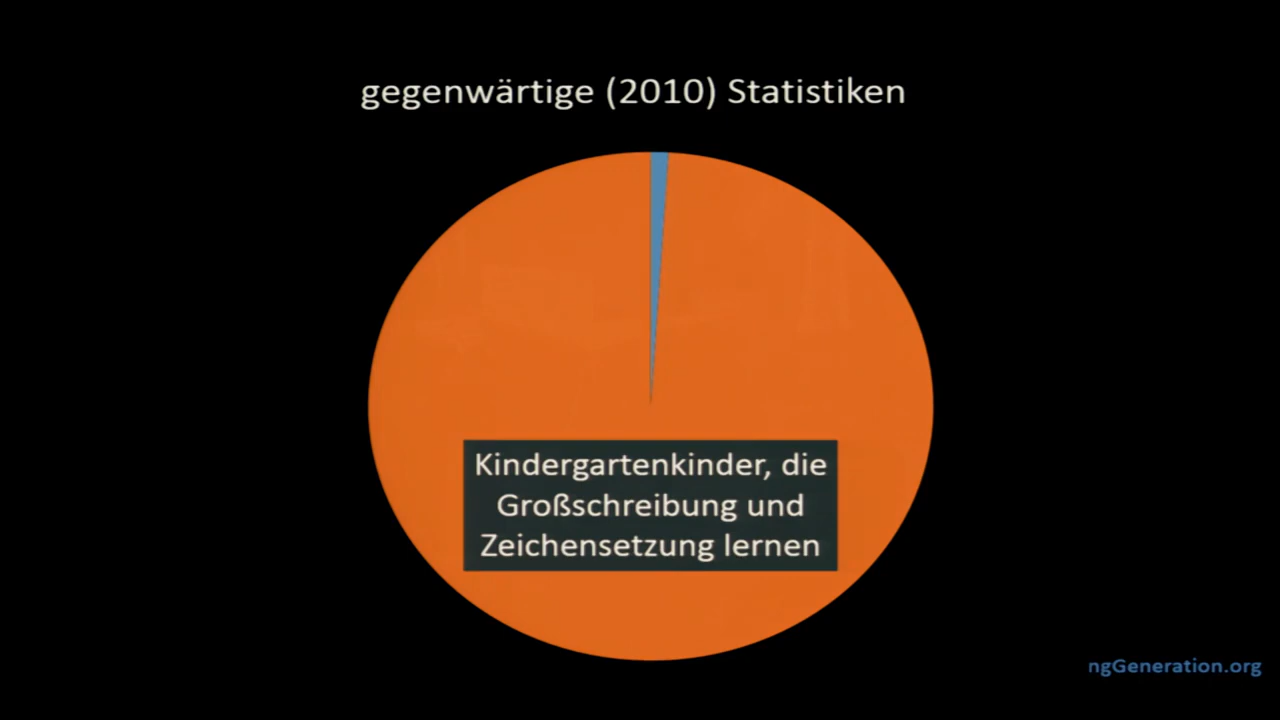 gegenwärtige (2010) Statistiken
Kindergartenkinder, die
Großschreibung und
Zeichensetzung lernen
ngGeneration.org